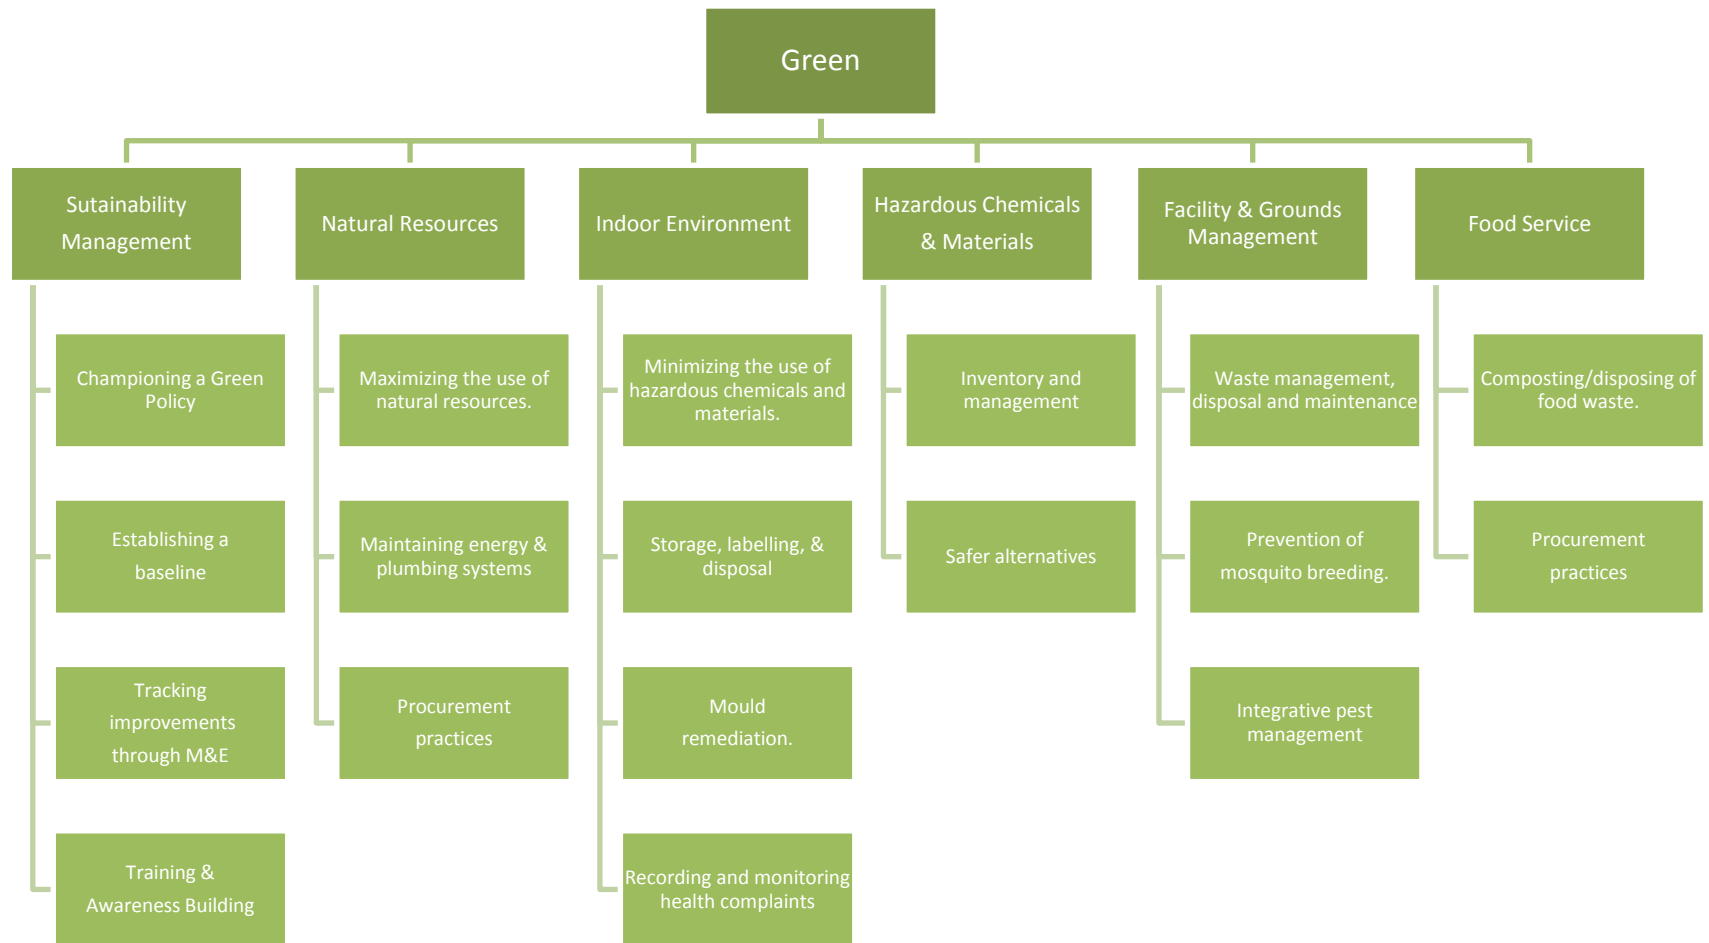 Green
Sutainability
Management
Natural Resources
Indoor Environment
Hazardous Chemicals
& Materials
Facility & Grounds
Management
Food Service
Championing a Green
Policy
Establishing a
baseline
Tracking
improvements
through M&E
Training &
Awareness Building
Maximizing the use of
natural resources.
Maintaining energy &
plumbing systems
Procurement
practices
Minimizing the use of
hazardous chemicals and
materials.
Storage, labelling, &
disposal
Mould
remediation.
Recording and monitoring
health complaints
Inventory and
management
Safer alternatives
Waste management,
disposal and maintenance
Prevention of
mosquito breeding.
Integrative pest
management
Composting/disposing of
food waste.
Procurement
practices